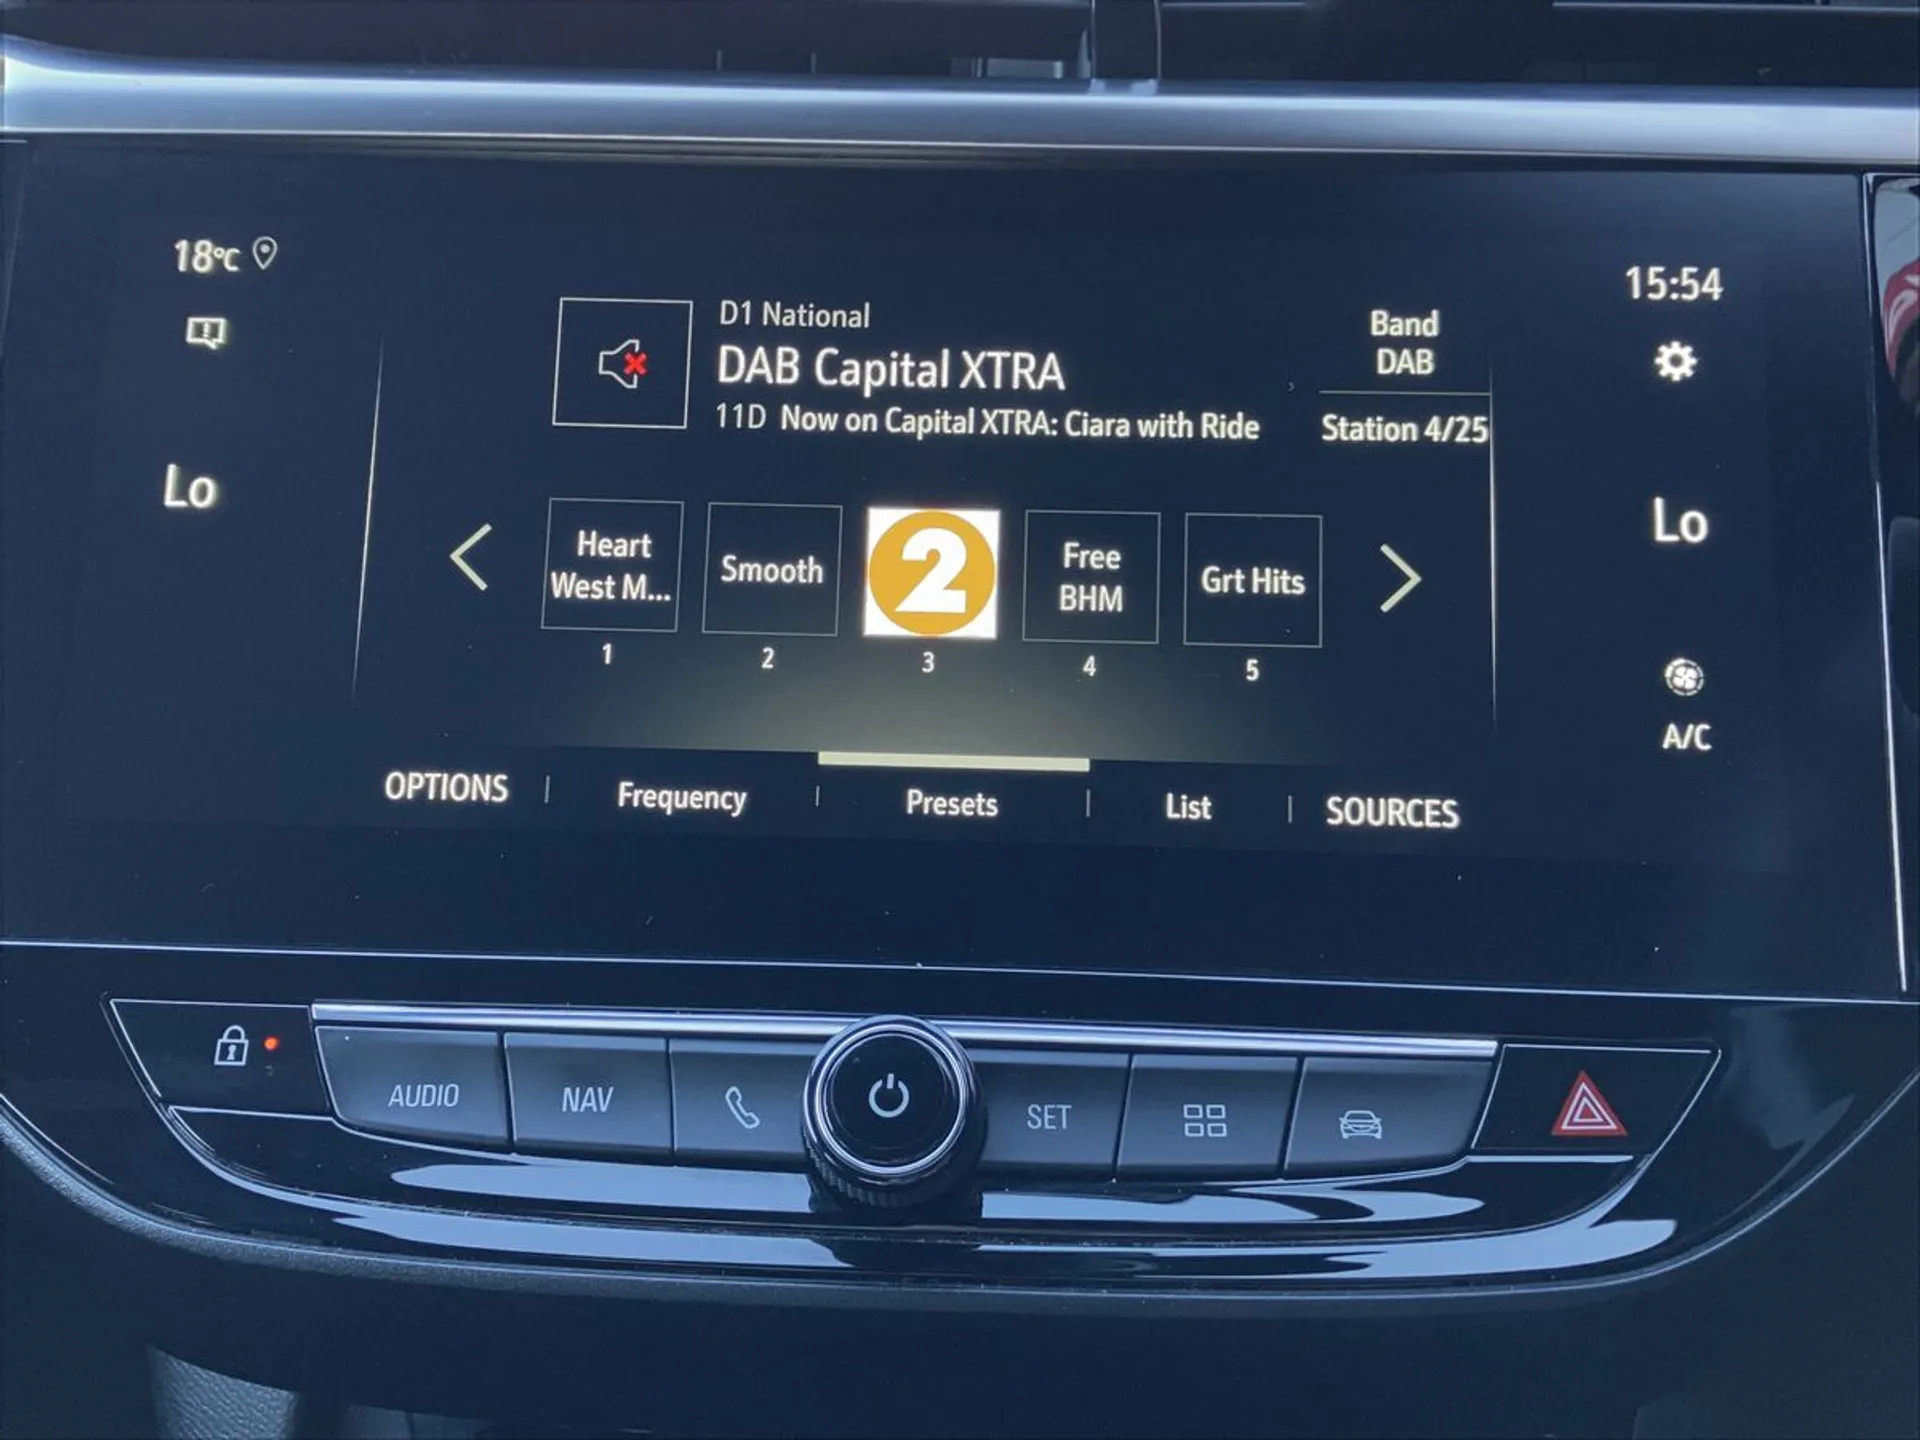 18°C
15:54
D1 National
DAB Capital XTRA
11D Now on Capital XTRA: Ciara with Ride
Band
DAB
Station 4/25
Lo
Lo
Heart
West M...
Smooth
2
Free
BHM
Grt Hits
1
2
3
4
5
A/C
OPTIONS
Frequency
Presets
List
SOURCES
AUDIO
NAV
SET